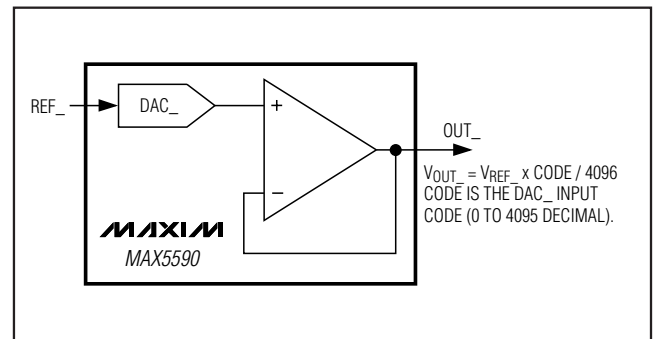 REF_
DAC_
+
−
OUT_
VOUT_ = VREF_ x CODE / 4096
CODE IS THE DAC_ INPUT
CODE (0 TO 4095 DECIMAL).
MAXIM
MAX5590